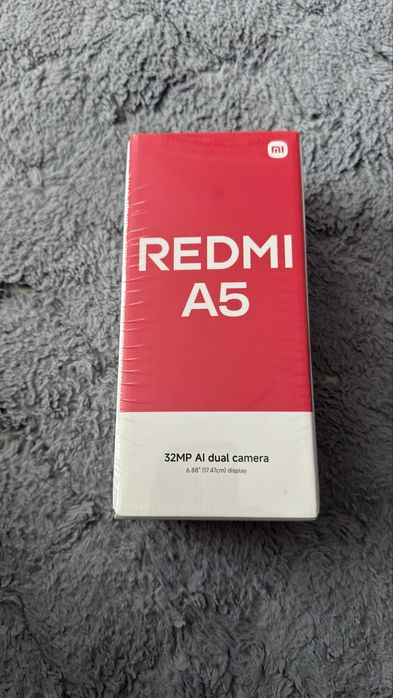 mi
REDMI
A5
32MP AI dual camera
6.88" (17.47cm) display